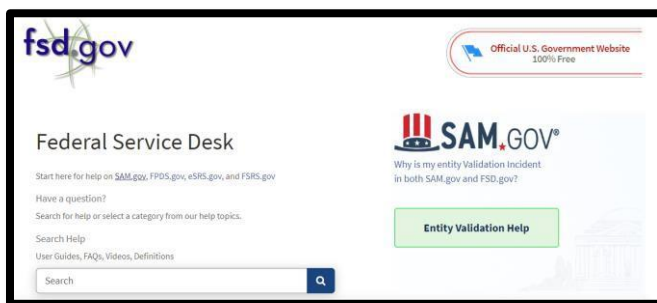 fsd.gov
Official U.S. Government Website
100% Free
Federal Service Desk
Start here for help on SAM.gov, FPDS.gov, eSRS.gov, and FSRS.gov
Have a question?
Search for help or select a category from our help topics.
Search Help
User Guides, FAQs, Videos, Definitions
Search
SAM.GOV®
Why is my entity Validation Incident
in both SAM.gov and FSD.gov?
Entity Validation Help